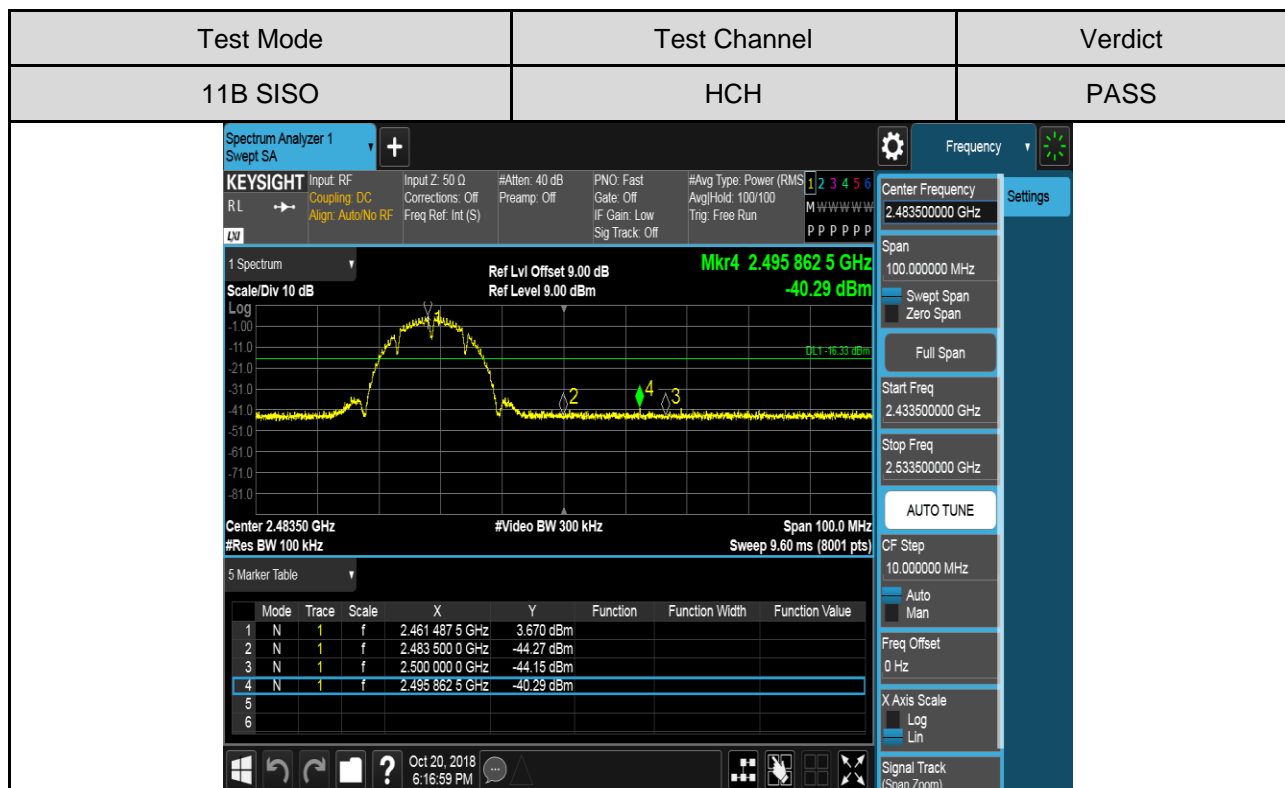 Test Mode Test Channel Verdict
11B SISO HCH PASS
Spectrum Analyzer 1
Swept SA
+
Frequency
KEYSIGHT Input: RF Input Z: 50 Ω #Atten: 40 dB PNO: Fast #Avg Type: Power (RMS 1 2 3 4 5 6
RL Coupling: DC Corrections: Off Preamp: Off Gate: Off Avg|Hold: 100/100 M W W W W W
Align: Auto/No RF Freq Ref: Int (S) IF Gain: Low Trig: Free Run
LXI Sig Track: Off P P P P P P
1 Spectrum
Scale/Div 10 dB
Ref Lvl Offset 9.00 dB
Ref Level 9.00 dBm
Mkr4 2.495 862 5 GHz
-40.29 dBm
Log
-1.00
-11.0
-21.0
-31.0
-41.0
-51.0
-61.0
-71.0
-81.0
1
DL1 -16.33 dBm
2
4
3
Center 2.48350 GHz #Video BW 300 kHz Span 100.0 MHz
#Res BW 100 kHz Sweep 9.60 ms (8001 pts)
5 Marker Table
Mode Trace Scale X Y Function Function Width Function Value
1 N 1 f 2.461 487 5 GHz 3.670 dBm
2 N 1 f 2.483 500 0 GHz -44.27 dBm
3 N 1 f 2.500 000 0 GHz -44.15 dBm
4 N 1 f 2.495 862 5 GHz -40.29 dBm
5
6
?
Oct 20, 2018
6:16:59 PM
Center Frequency
2.483500000 GHz
Settings
Span
100.000000 MHz
Swept Span
Zero Span
Full Span
Start Freq
2.433500000 GHz
Stop Freq
2.533500000 GHz
AUTO TUNE
CF Step
10.000000 MHz
Auto
Man
Freq Offset
0 Hz
X Axis Scale
Log
Lin
Signal Track
(Span Zoom)